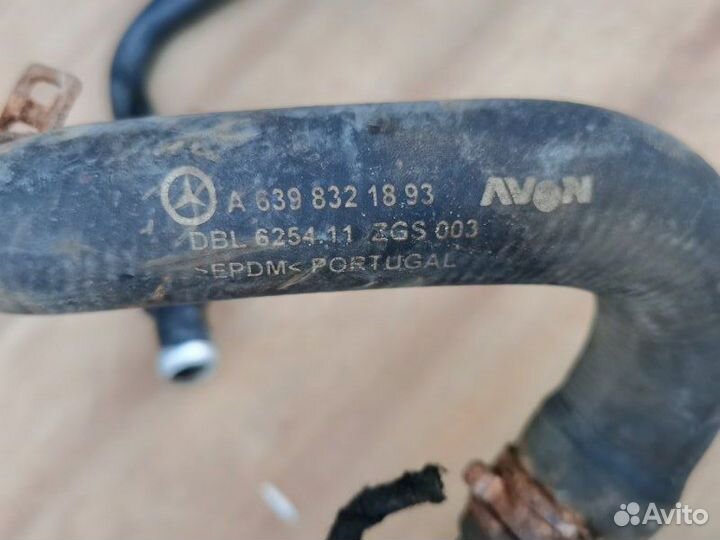 A 639 832 18 93 AVON
DBL 6254.11 ZGS 003
>EPDM< PORTUGAL
Avito